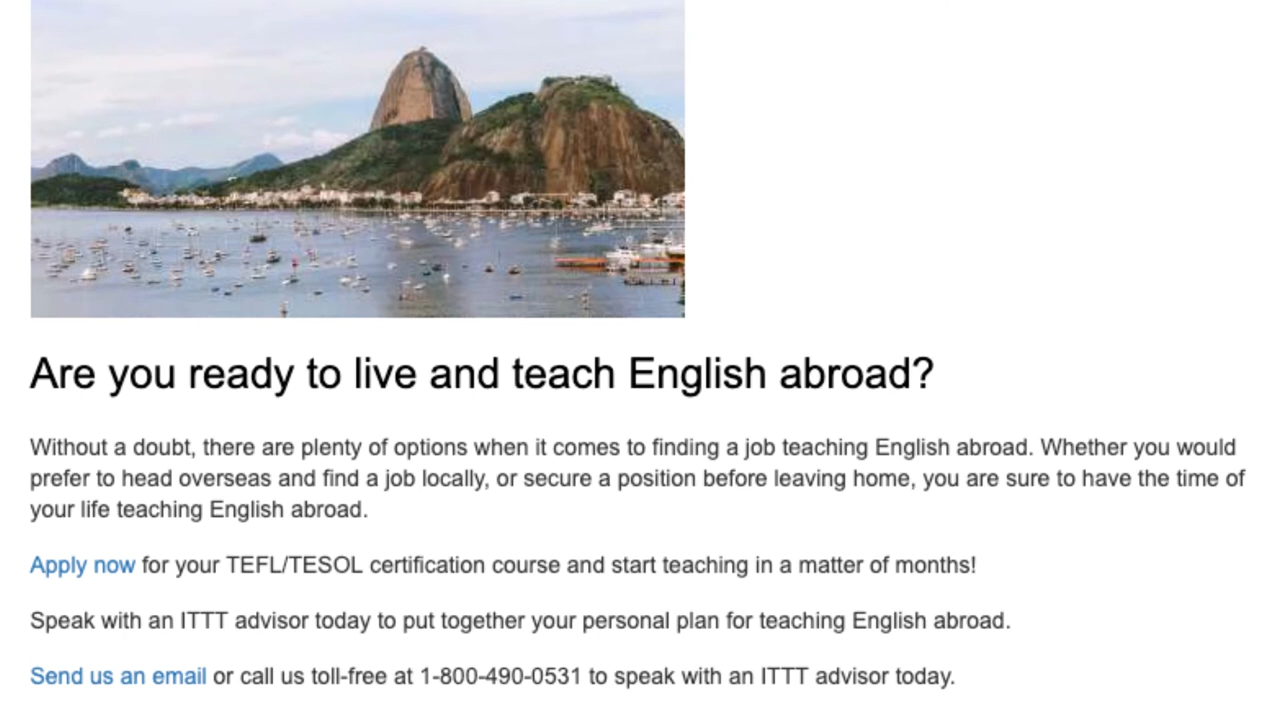 Are you ready to live and teach English abroad?
Without a doubt, there are plenty of options when it comes to finding a job teaching English abroad. Whether you would
prefer to head overseas and find a job locally, or secure a position before leaving home, you are sure to have the time of
your life teaching English abroad.
Apply now for your TEFL/TESOL certification course and start teaching in a matter of months!
Speak with an ITTT advisor today to put together your personal plan for teaching English abroad.
Send us an email or call us toll-free at 1-800-490-0531 to speak with an ITTT advisor today.